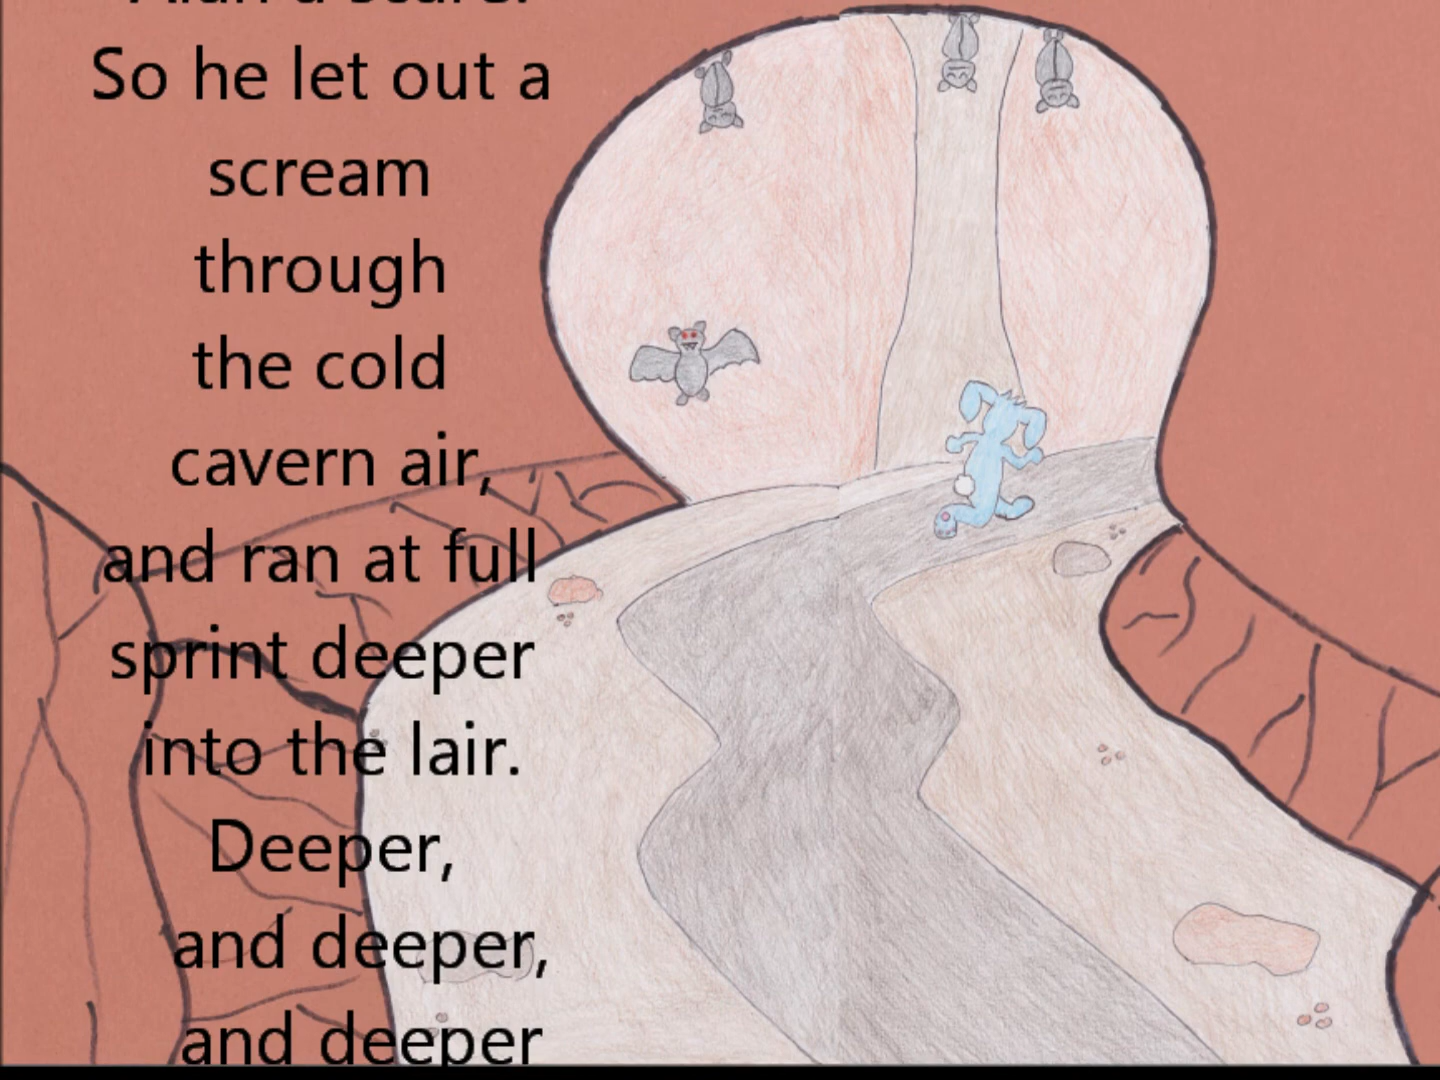 So he let out a
scream
through
the cold
cavern air,
and ran at full
sprint deeper
into the lair.
Deeper,
and deeper,
and deeper